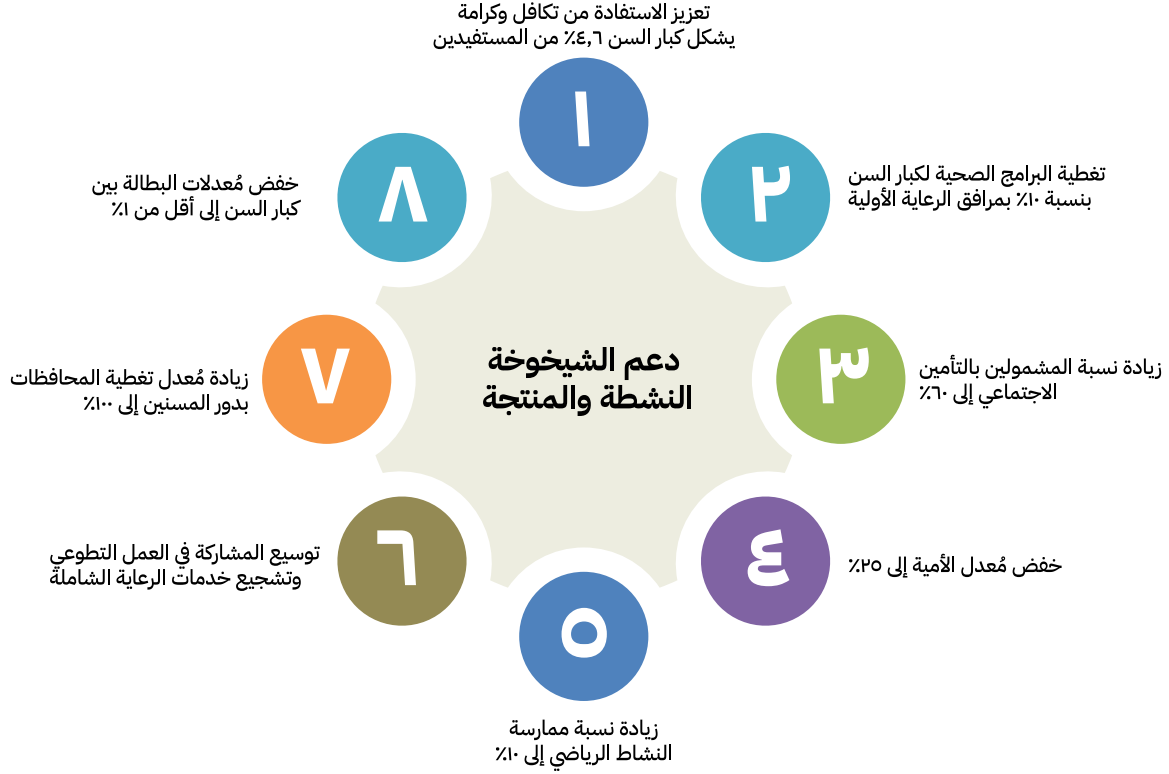 تعزيز الاستفادة من تكافل وكرامة
يشكل كبار السن ٤,٦٪ من المستفيدين
١
٢
تغطية البرامج الصحية لكبار السن
بنسبة ١٠٪ بمرافق الرعاية الأولية
٣
زيادة نسبة المشمولين بالتأمين
الاجتماعي إلى ٦٠٪
٤
خفض مُعدل الأمية إلى ٢٥٪
٥
زيادة نسبة ممارسة
النشاط الرياضي إلى ١٠٪
٦
توسيع المشاركة في العمل التطوعي
وتشجيع خدمات الرعاية الشاملة
٧
زيادة مُعدل تغطية المحافظات
بدور المسنين إلى ١٠٠٪
٨
خفض مُعدلات البطالة بين
كبار السن إلى أقل من ١٪
دعم الشيخوخة
النشطة والمنتجة